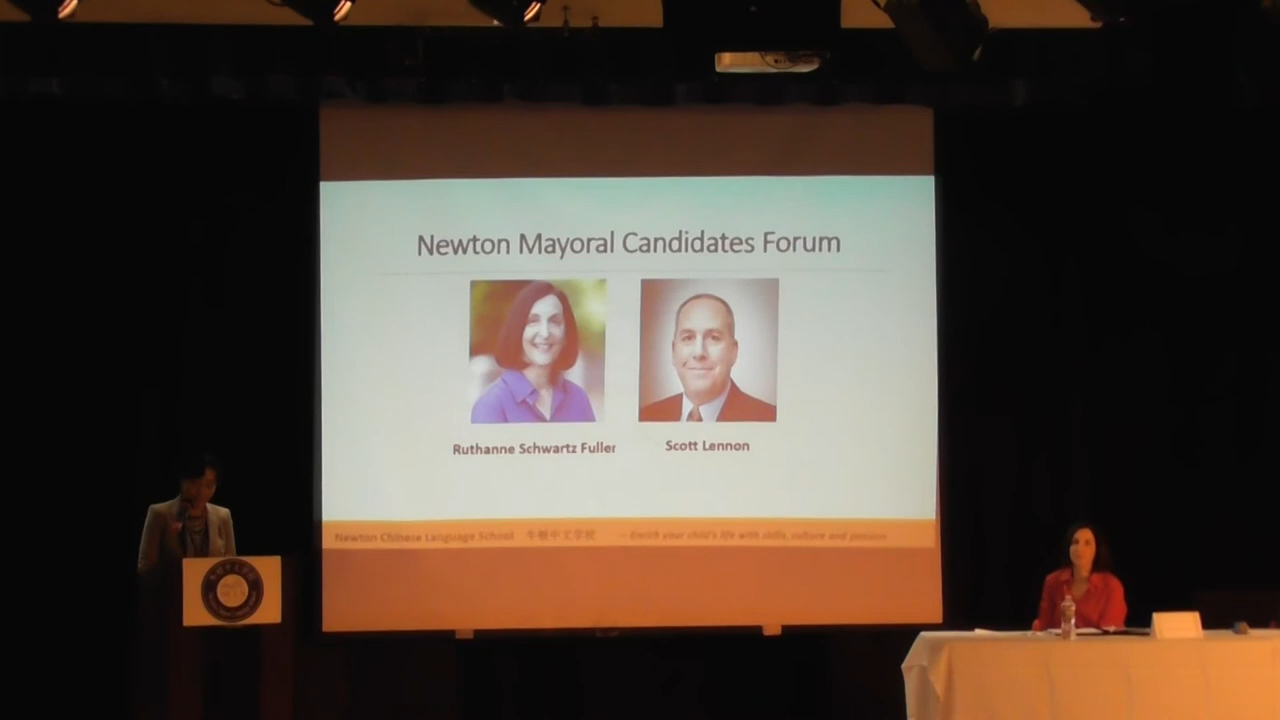 Newton Mayoral Candidates Forum
Ruthanne Schwartz Fuller
Scott Lennon
Newton Chinese Language School 牛顿中文学校 -- Enrich your child's life with skills, culture and passion